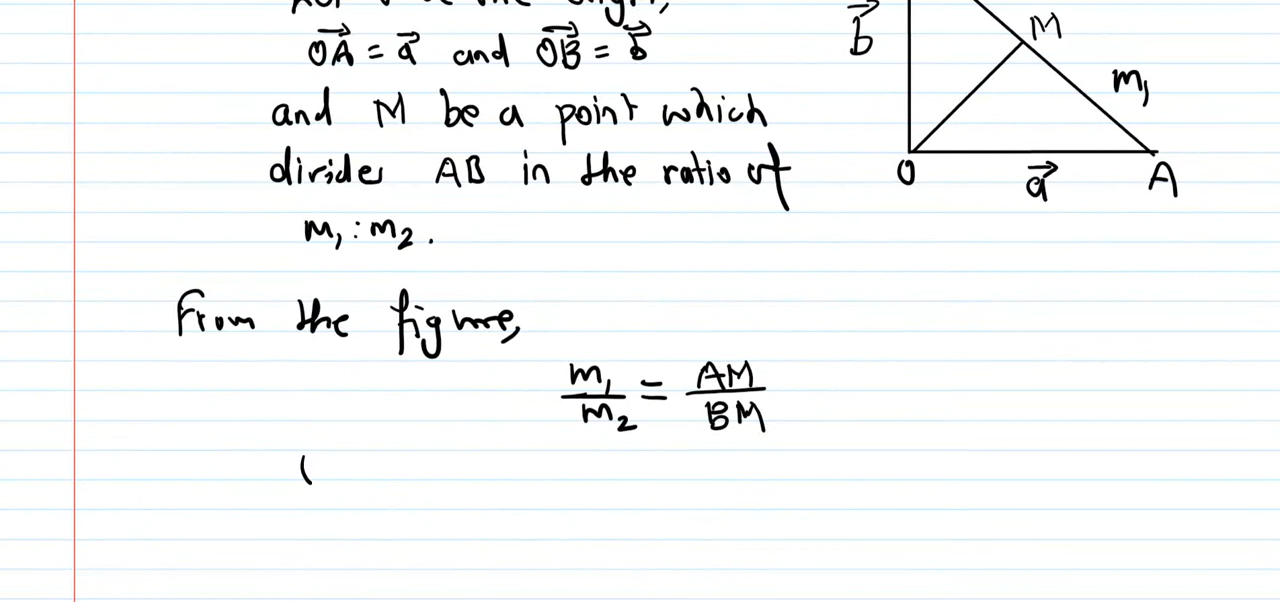 OA⃗ = a⃗ and OB⃗ = b⃗
and M be a point which
divides AB in the ratio of
m₁ : m₂ .
From the figure,
m₁/m₂ = AM/BM
(
b⃗
M
m₁
O
a⃗
A